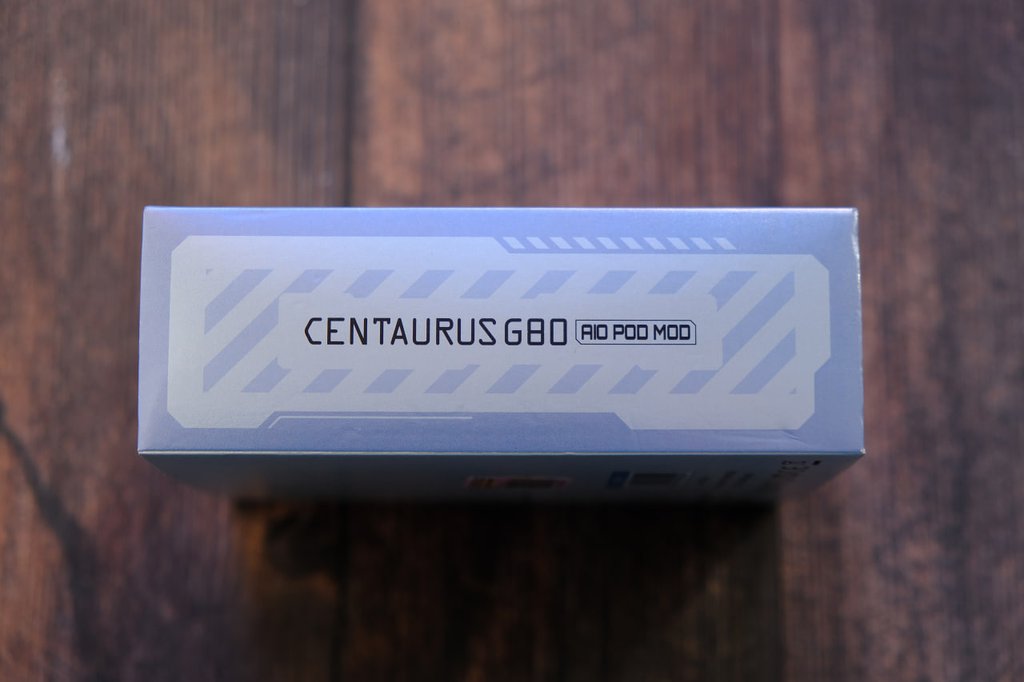 CENTAURUS G80 AIO POD MOD